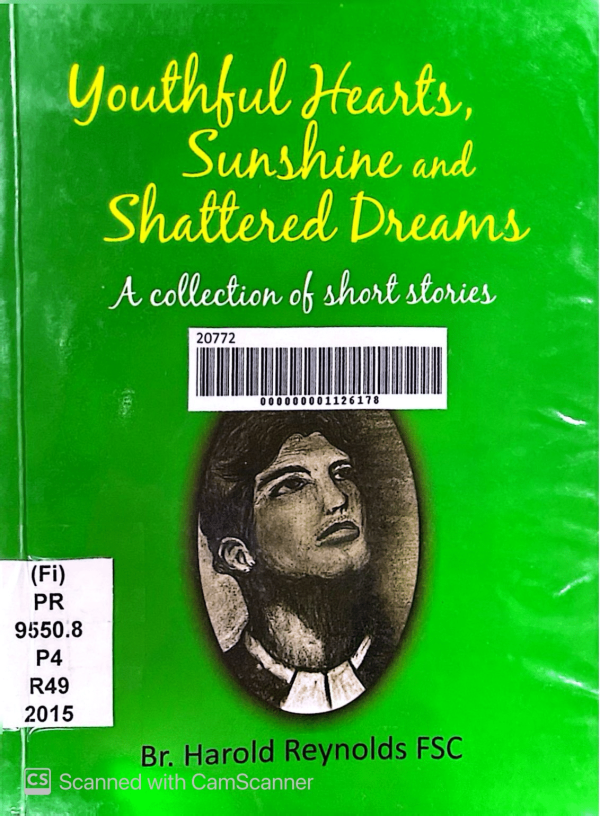 Youthful Hearts,
Sunshine and
Shattered Dreams
A collection of short stories
20772
000000001126178
(Fi)
PR
9550.8
P4
R49
2015
Br. Harold Reynolds FSC
CS Scanned with CamScanner